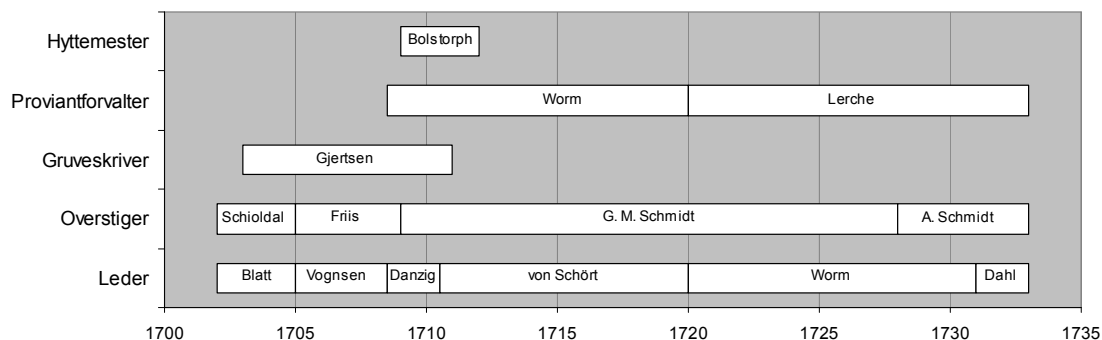 Hyttemester Bolstorph
Proviantforvalter Worm Lerche
Gruveskriver Gjertsen
Overstiger Schioldal Friis G. M. Schmidt A. Schmidt
Leder Blatt Vognsen Danzig von Schört Worm Dahl
1700 1705 1710 1715 1720 1725 1730 1735